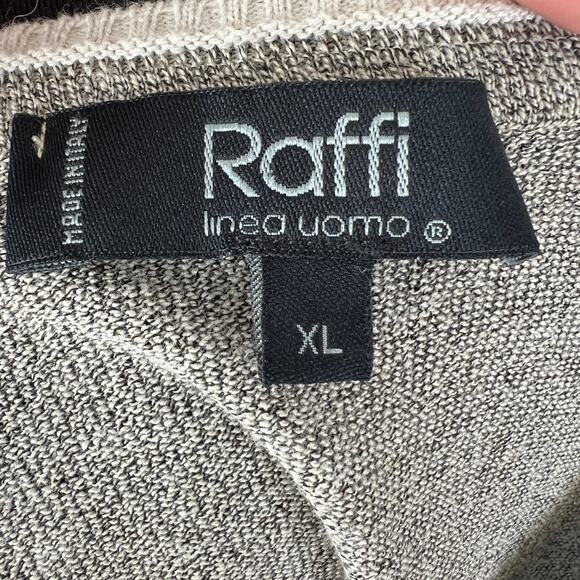 MADE IN ITALY
Raffi
linea uomo ®
XL